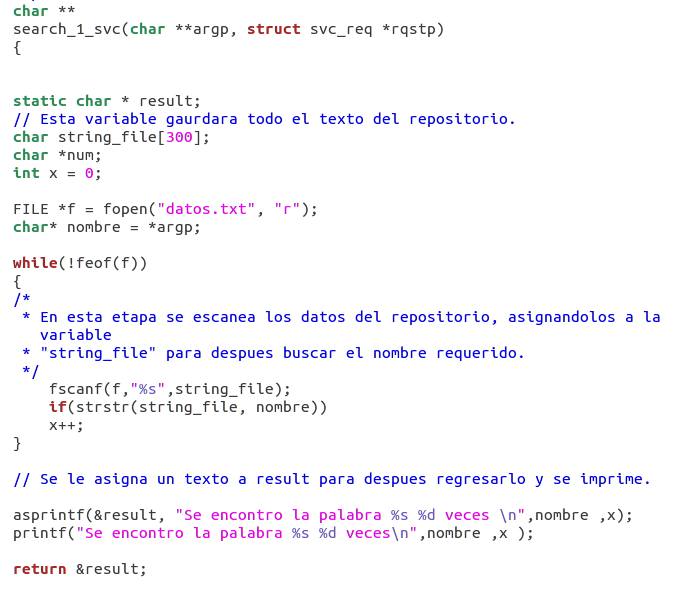 char **
search_1_svc(char **argp, struct svc_req *rqstp)
{
static char * result;
// Esta variable gaurdara todo el texto del repositorio.
char string_file[300];
char *num;
int x = 0;
FILE *f = fopen("datos.txt", "r");
char* nombre = *argp;
while(!feof(f))
{
/*
* En esta etapa se escanea los datos del repositorio, asignandolos a la
variable
* "string_file" para despues buscar el nombre requerido.
*/
fscanf(f,"%s",string_file);
if(strstr(string_file, nombre))
x++;
}
// Se le asigna un texto a result para despues regresarlo y se imprime.
asprintf(&result, "Se encontro la palabra %s %d veces \n",nombre ,x);
printf("Se encontro la palabra %s %d veces\n",nombre ,x );
return &result;